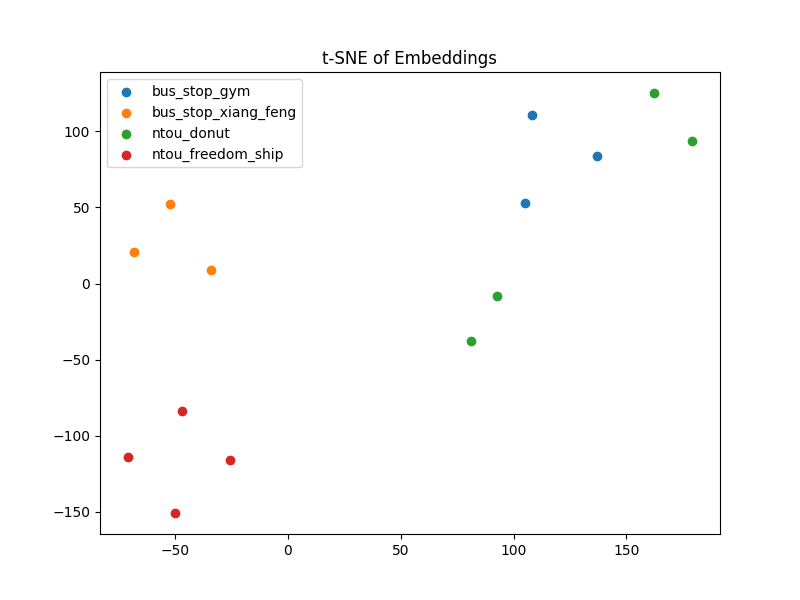 t-SNE of Embeddings
bus_stop_gym
bus_stop_xiang_feng
ntou_donut
ntou_freedom_ship
100
50
0
−50
−100
−150
−50
0
50
100
150